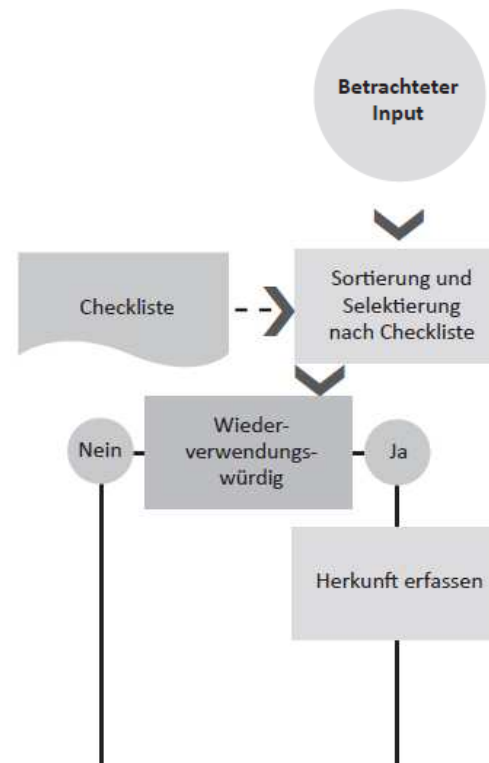 Betrachteter
Input
Checkliste
Sortierung und
Selektierung
nach Checkliste
Nein
Wieder-
verwendungs-
würdig
Ja
Herkunft erfassen